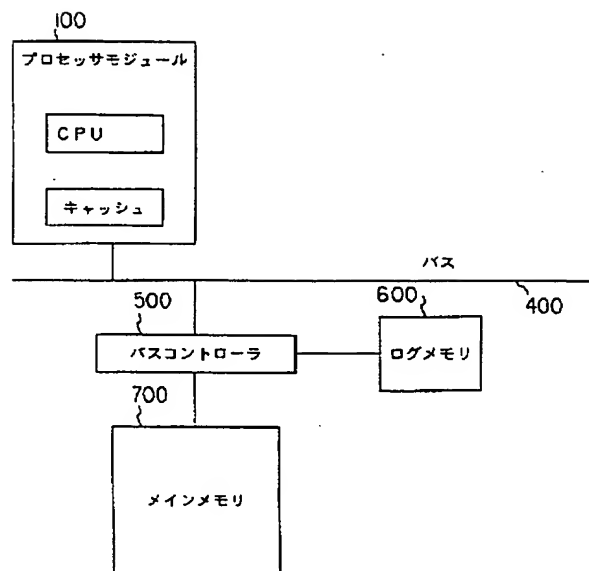 100
プロセッサモジュール
CPU
キャッシュ
バス
400
500
バスコントローラ
600
ログメモリ
700
メインメモリ